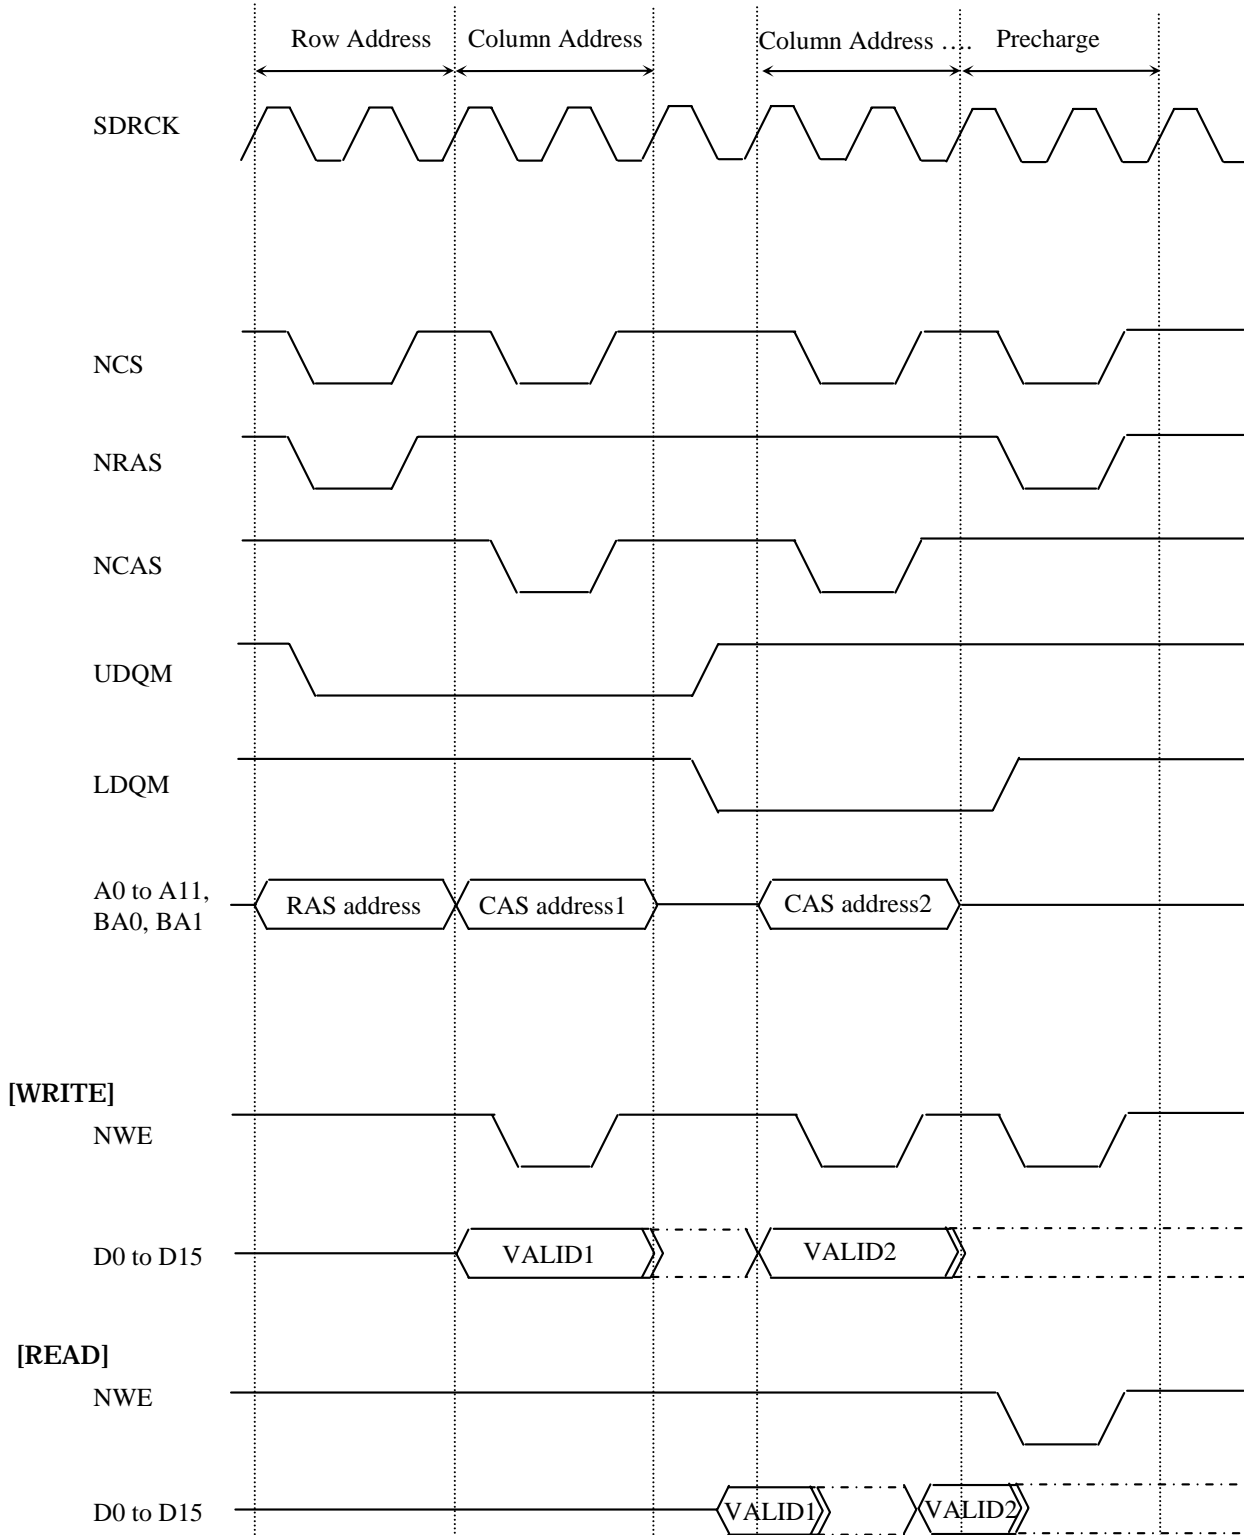 Row Address
Column Address
Column Address ….
Precharge
SDRCK
NCS
NRAS
NCAS
UDQM
LDQM
A0 to A11,
BA0, BA1
RAS address
CAS address1
CAS address2
[WRITE]
NWE
D0 to D15
VALID1
VALID2
[READ]
NWE
D0 to D15
VALID1
VALID2